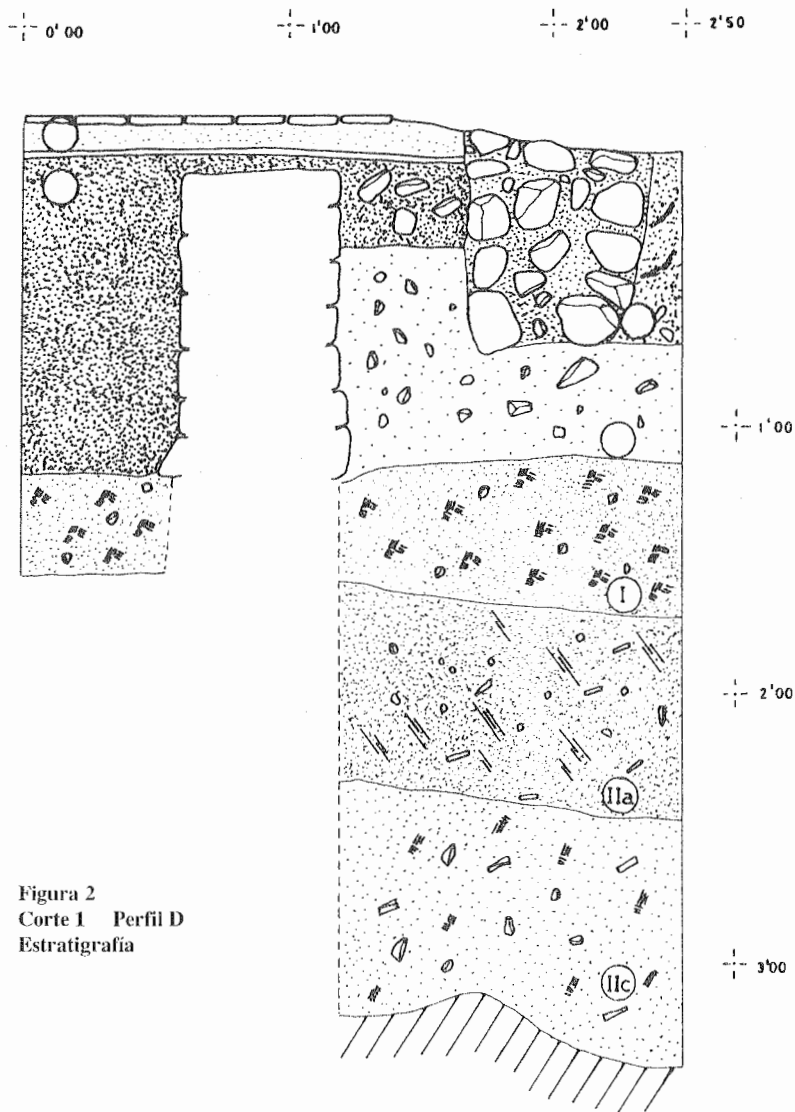 0'00 1'00 2'00 2'50
1'00
I
2'00
IIa
Figura 2
Corte 1 Perfil D
Estratigrafía
3'00
IIc